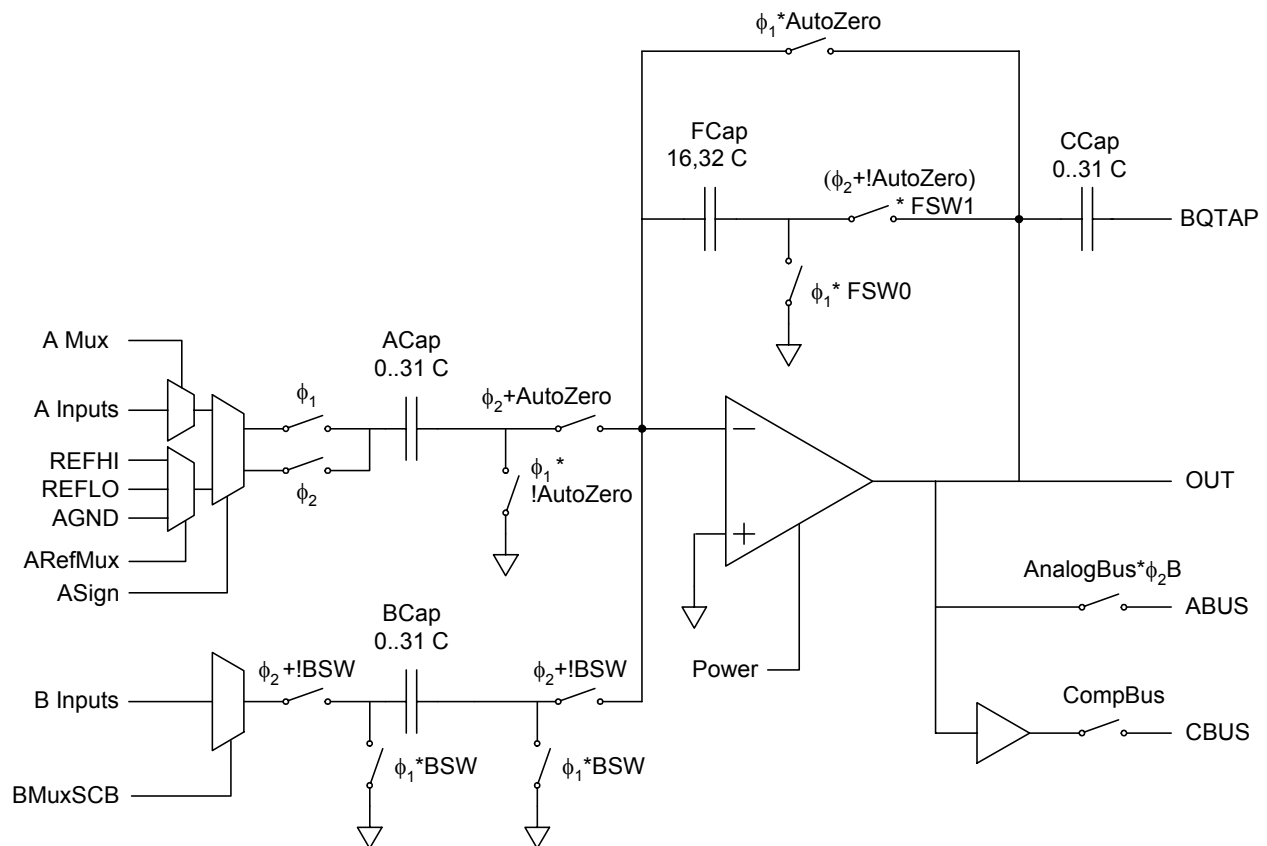 ϕ1*AutoZero
FCap
16,32 C
(ϕ2+!AutoZero)
* FSW1
CCap
0..31 C
BQTAP
ϕ1* FSW0
A Mux
ACap
0..31 C
A Inputs
ϕ1
ϕ2+AutoZero
REFHI
REFLO
AGND
ϕ2
ϕ1*
!AutoZero
OUT
ARefMux
ASign
AnalogBus*ϕ2B
ABUS
BCap
0..31 C
Power
B Inputs
ϕ2+!BSW
ϕ2+!BSW
CompBus
CBUS
ϕ1*BSW
ϕ1*BSW
BMuxSCB